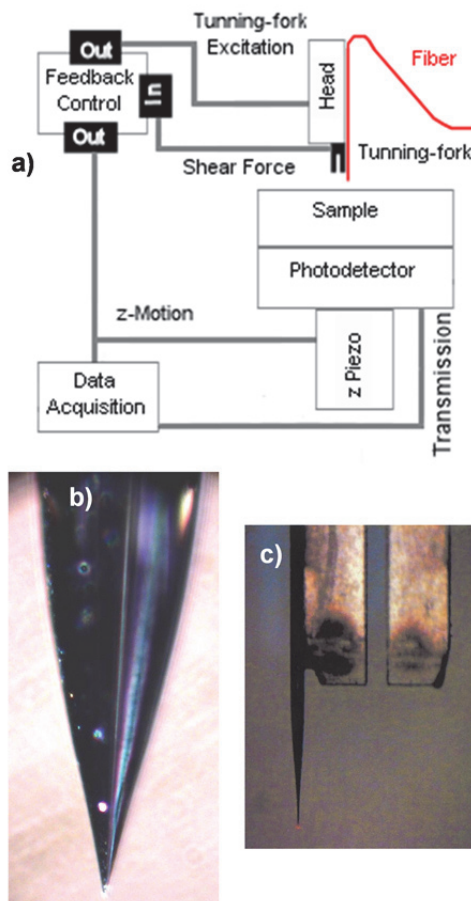 Tunning-fork
Excitation
Out
Feedback
Control
In
Out
Head
Fiber
a)
Shear Force
Tunning-fork
Sample
Photodetector
z-Motion
z Piezo
Transmission
Data
Acquisition
b)
c)